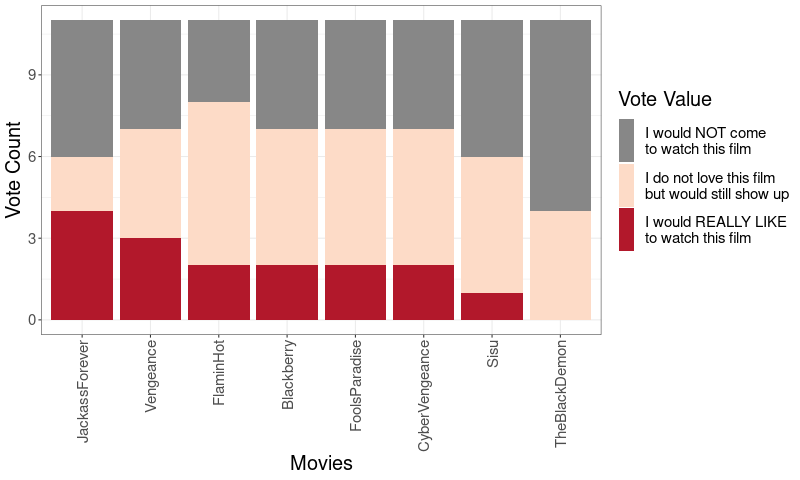 Vote Count
9
6
3
0
JackassForever
Vengeance
FlaminHot
Blackberry
FoolsParadise
CyberVengeance
Sisu
TheBlackDemon
Movies
Vote Value
I would NOT come
to watch this film
I do not love this film
but would still show up
I would REALLY LIKE
to watch this film